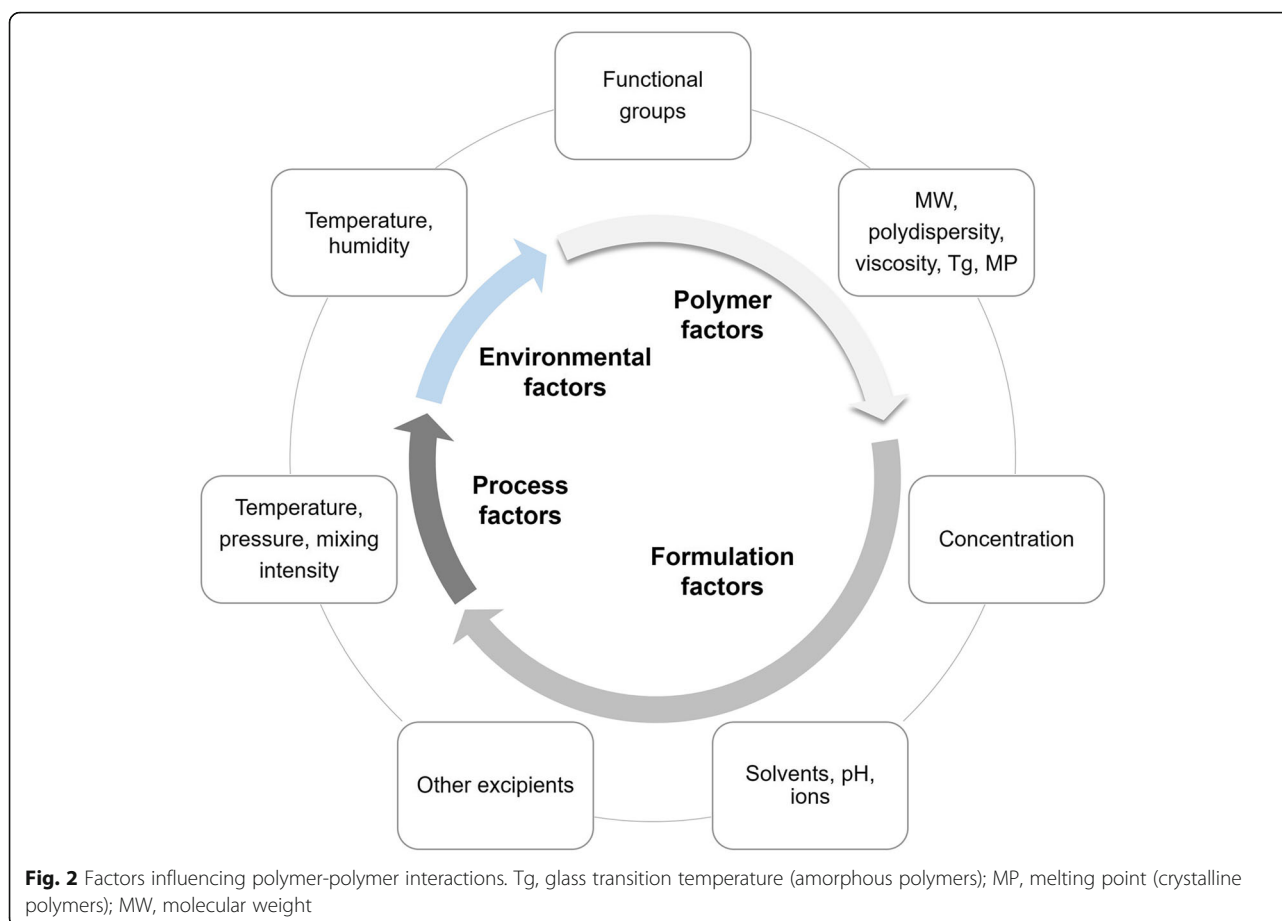 Functional
groups
Temperature,
humidity
MW,
polydispersity,
viscosity, Tg, MP
Polymer
factors
Environmental
factors
Process
factors
Temperature,
pressure, mixing
intensity
Formulation
factors
Concentration
Other excipients
Solvents, pH,
ions
Fig. 2 Factors influencing polymer-polymer interactions. Tg, glass transition temperature (amorphous polymers); MP, melting point (crystalline
polymers); MW, molecular weight